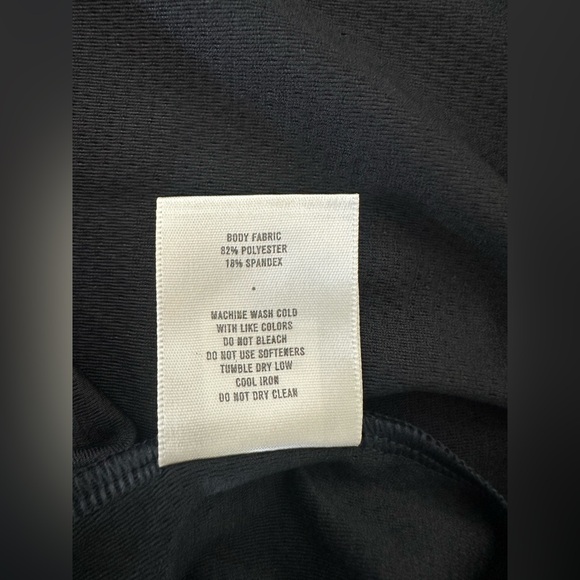 BODY FABRIC
82% POLYESTER
18% SPANDEX
MACHINE WASH COLD
WITH LIKE COLORS
DO NOT BLEACH
DO NOT USE SOFTENERS
TUMBLE DRY LOW
COOL IRON
DO NOT DRY CLEAN